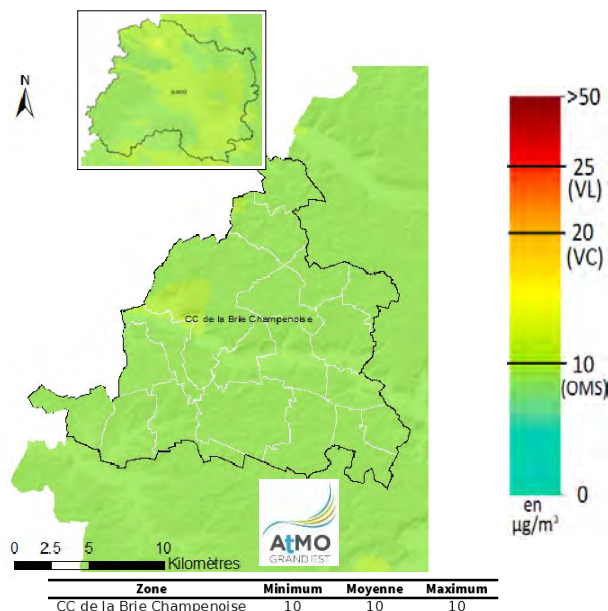 N
CC de la Brie Champenoise
>50
25
(VL)
20
(VC)
10
(OMS)
0
en
µg/m³
AtMO
GRAND EST
0 2.5 5 10
Kilomètres
Zone Minimum Moyenne Maximum
CC de la Brie Champenoise 10 10 10